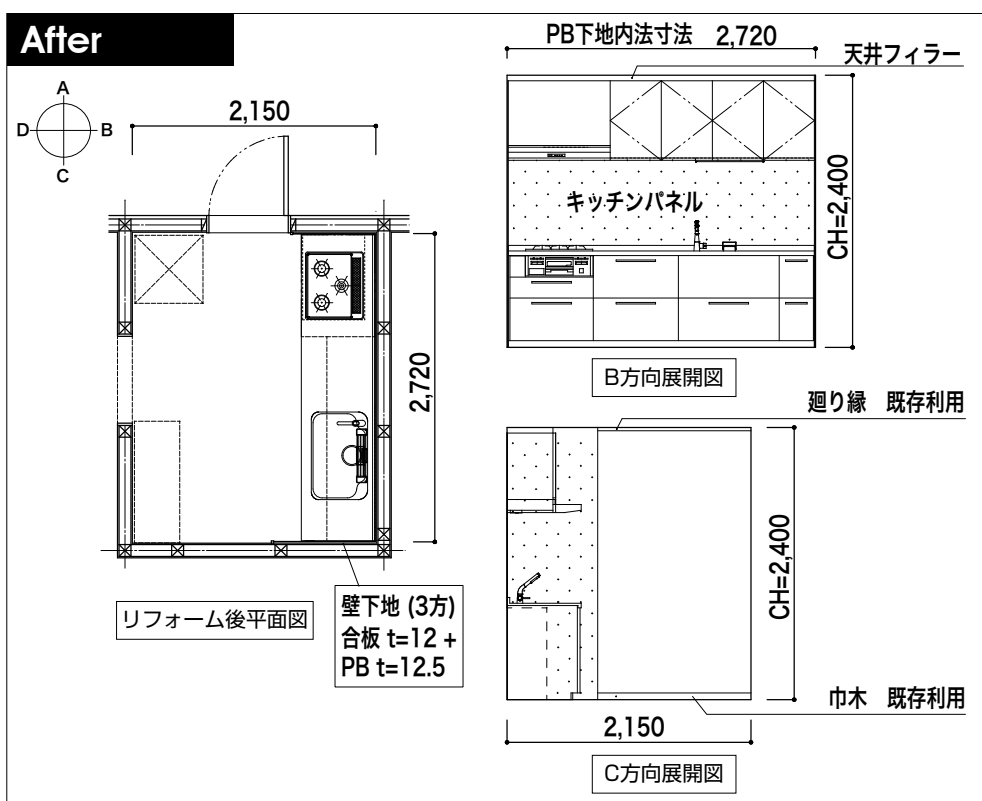 After
A
D
B
C
2,150
2,720
リフォーム後平面図
壁下地 (3方)
合板 t=12 +
PB t=12.5
PB下地内法寸法 2,720
天井フィラー
キッチンパネル
CH=2,400
B方向展開図
廻り縁 既存利用
CH=2,400
巾木 既存利用
2,150
C方向展開図